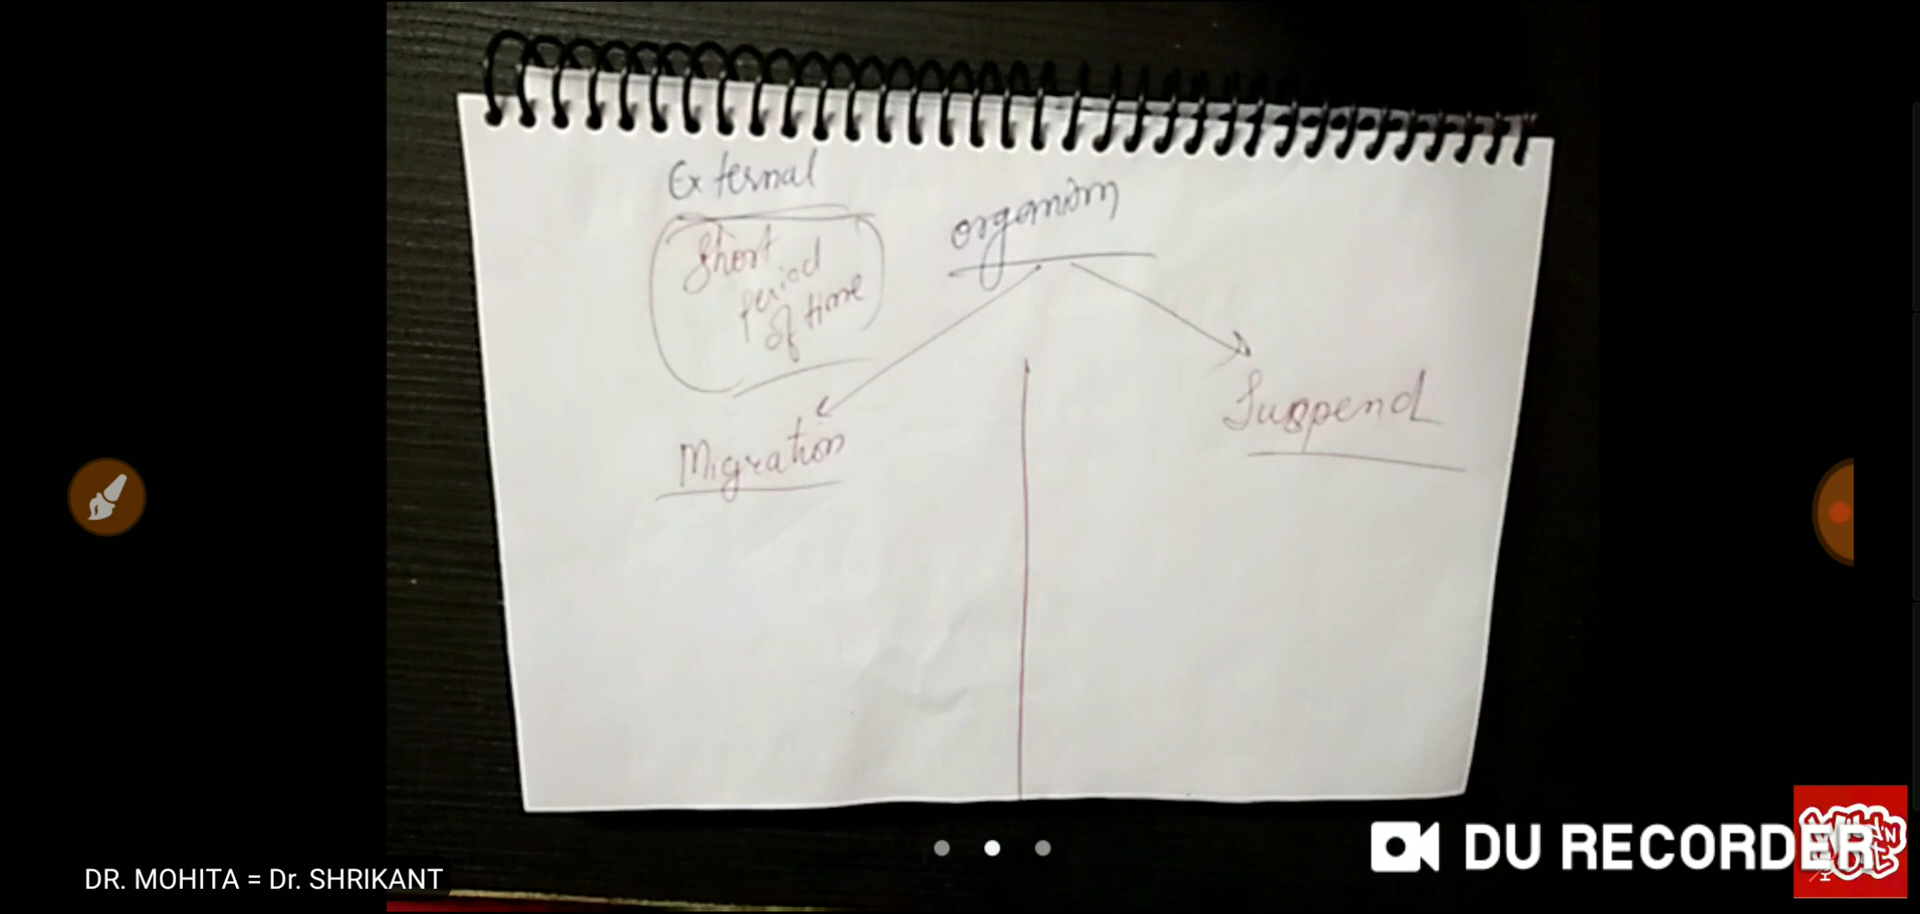 External
Short
period
of time
organism
Migration
Suspend
DR. MOHITA = Dr. SHRIKANT
DU RECORDER